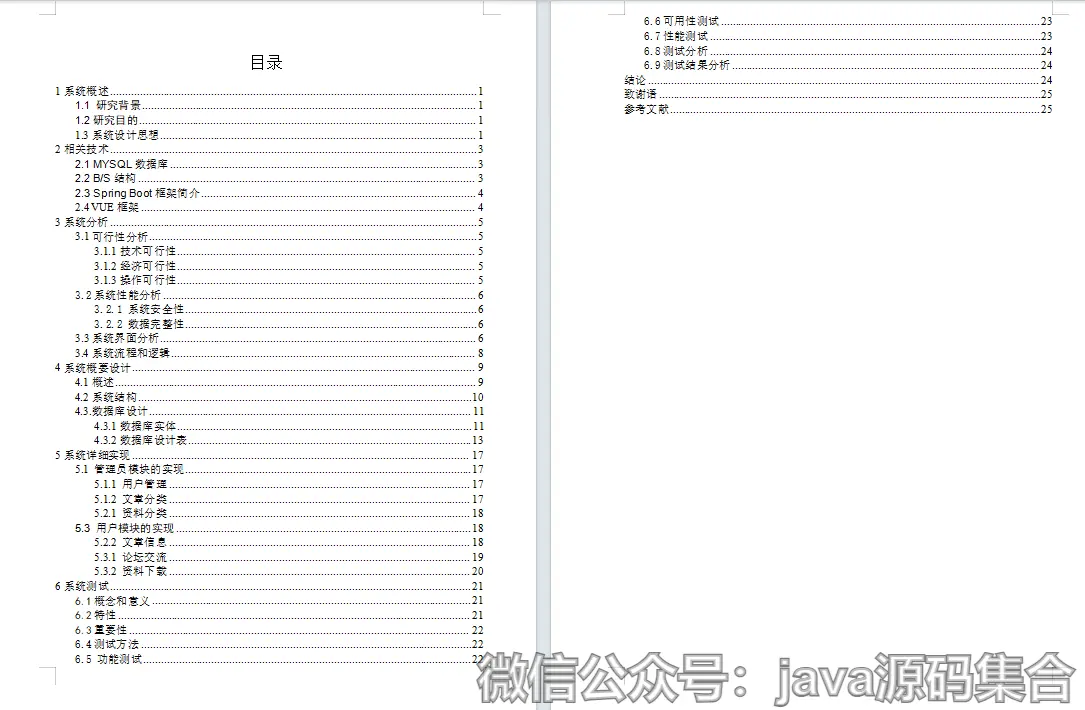 目录
1 系统概述 1
1.1 研究背景 1
1.2 研究目的 1
1.3 系统设计思想 1
2 相关技术 3
2.1 MYSQL 数据库 3
2.2 B/S 结构 3
2.3 Spring Boot 框架简介 4
2.4 VUE 框架 4
3 系统分析 5
3.1 可行性分析 5
3.1.1 技术可行性 5
3.1.2 经济可行性 5
3.1.3 操作可行性 5
3.2 系统性能分析 6
3.2.1 系统安全性 6
3.2.2 数据完整性 6
3.3 系统界面分析 6
3.4 系统流程和逻辑 8
4 系统概要设计 9
4.1 概述 9
4.2 系统结构 10
4.3.数据库设计 11
4.3.1 数据库实体 11
4.3.2 数据库设计表 13
5 系统详细实现 17
5.1 管理员模块的实现 17
5.1.1 用户管理 17
5.1.2 文章分类 17
5.2.1 资料分类 18
5.3 用户模块的实现 18
5.2.2 文章信息 18
5.3.1 论坛交流 19
5.3.2 资料下载 20
6 系统测试 21
6.1 概念和意义 21
6.2 特性 21
6.3 重要性 22
6.4 测试方法 22
6.5 功能测试 22
6.6 可用性测试 23
6.7 性能测试 23
6.8 测试分析 24
6.9 测试结果分析 24
结论 24
致谢语 25
参考文献 25
微信公众号：java源码集合